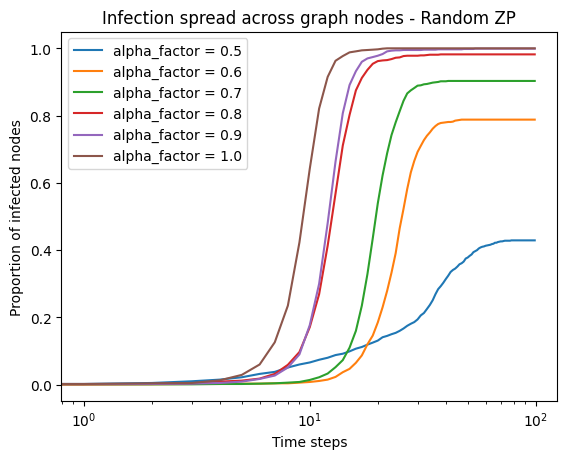 Infection spread across graph nodes - Random ZP
alpha_factor = 0.5
alpha_factor = 0.6
alpha_factor = 0.7
alpha_factor = 0.8
alpha_factor = 0.9
alpha_factor = 1.0
Proportion of infected nodes
1.0
0.8
0.6
0.4
0.2
0.0
10⁰
10¹
10²
Time steps